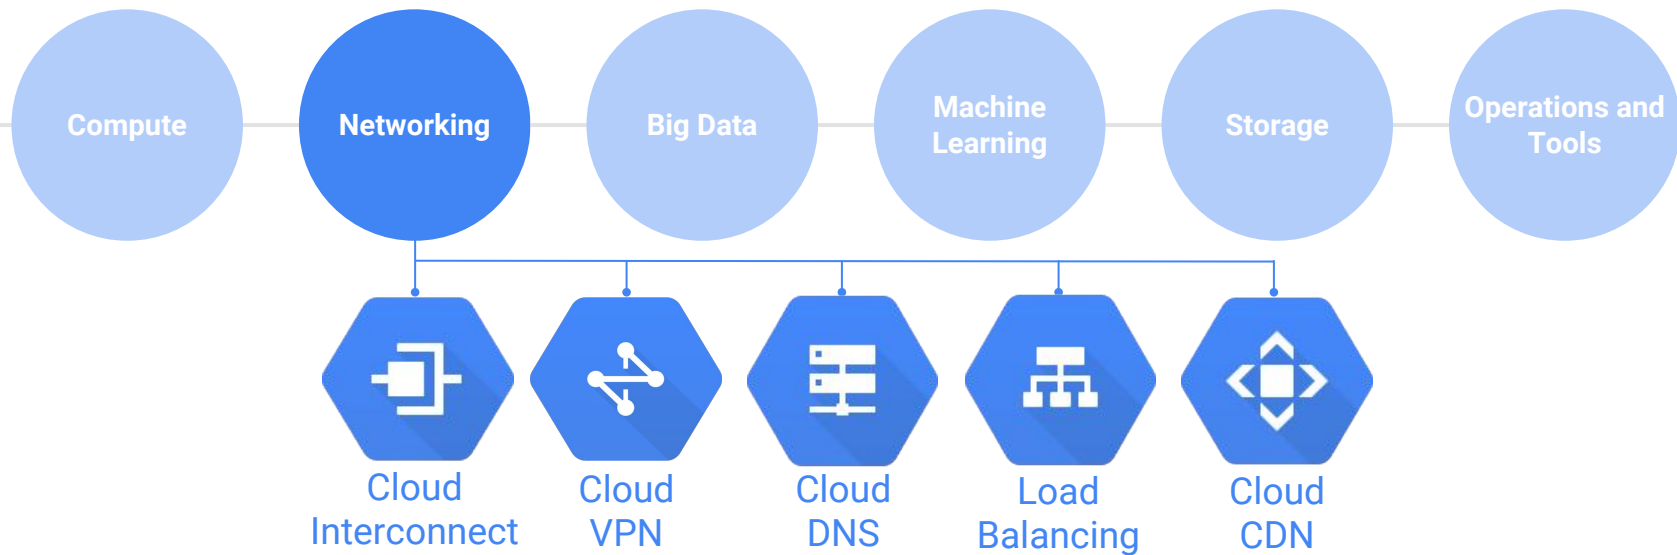 Compute
Networking
Big Data
Machine
Learning
Storage
Operations and
Tools
Cloud
Interconnect
Cloud
VPN
Cloud
DNS
Load
Balancing
Cloud
CDN